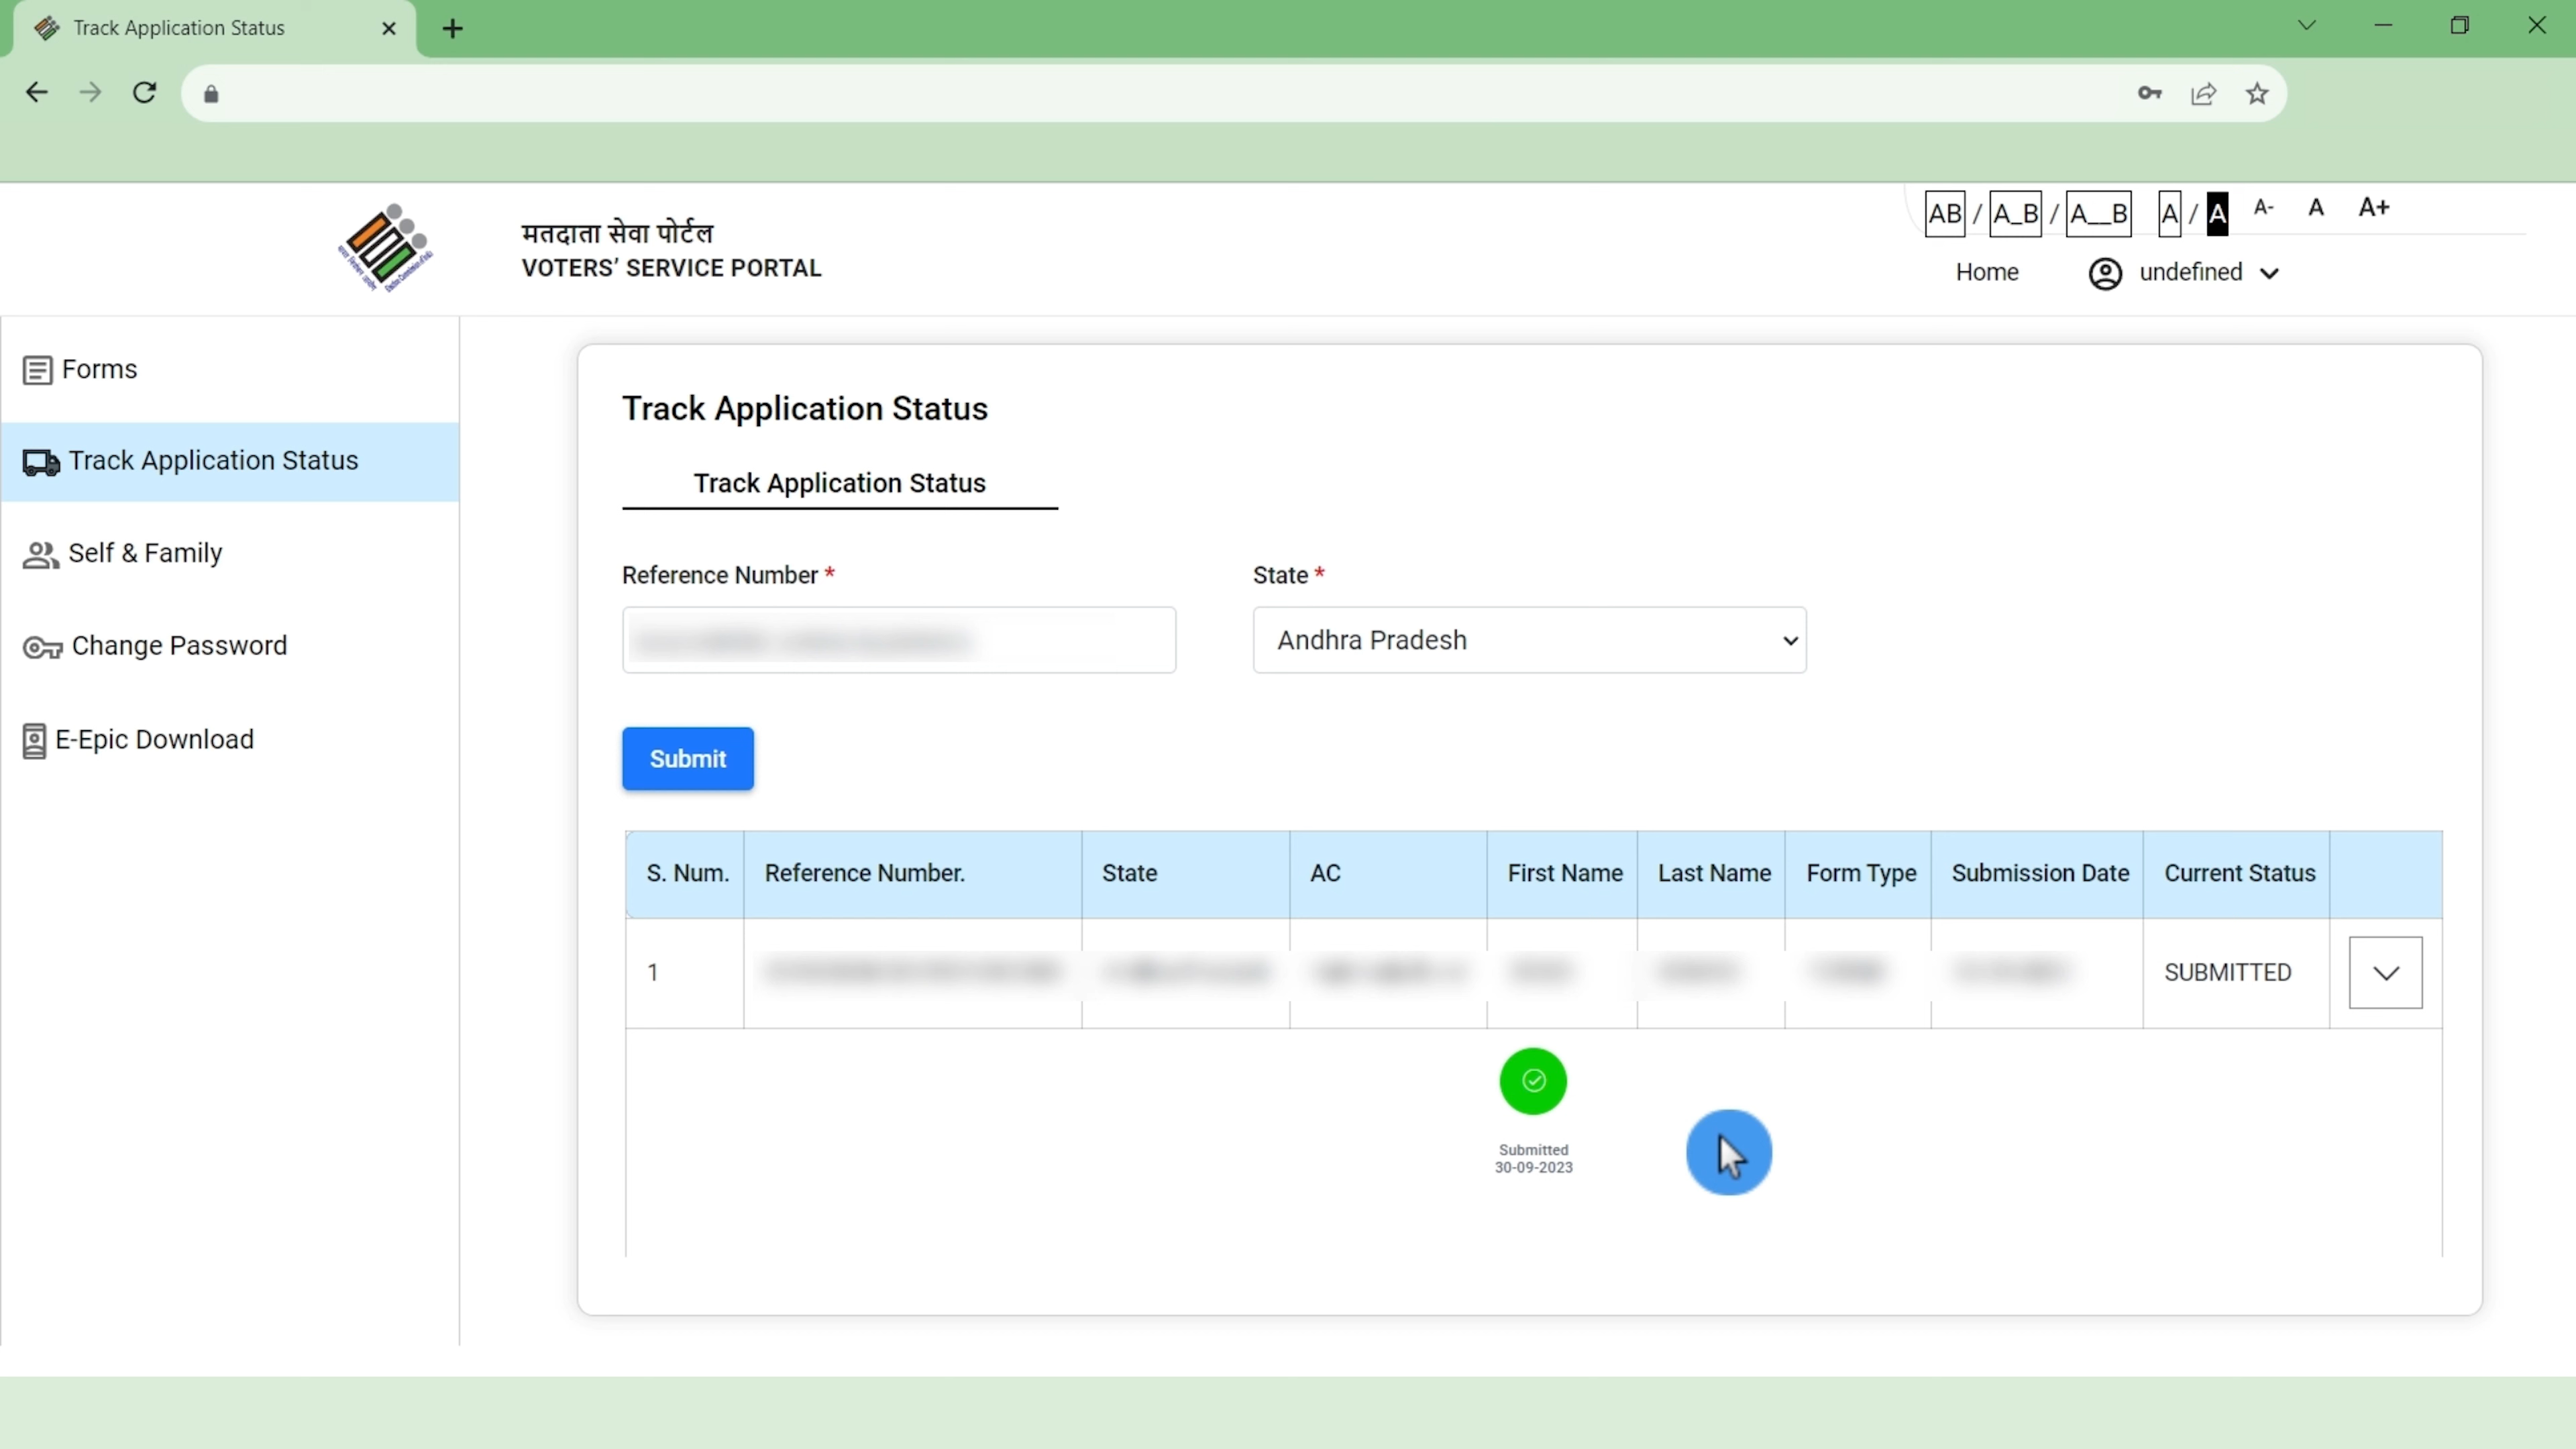 Track Application Status
मतदाता सेवा पोर्टल
VOTERS' SERVICE PORTAL
AB / A_B / A__B A / A A- A A+
Home undefined
Forms
Track Application Status
Self & Family
Change Password
E-Epic Download
Track Application Status
Track Application Status
Reference Number * State *
Andhra Pradesh
Submit
S. Num. Reference Number. State AC First Name Last Name Form Type Submission Date Current Status
1 SUBMITTED
Submitted
30-09-2023